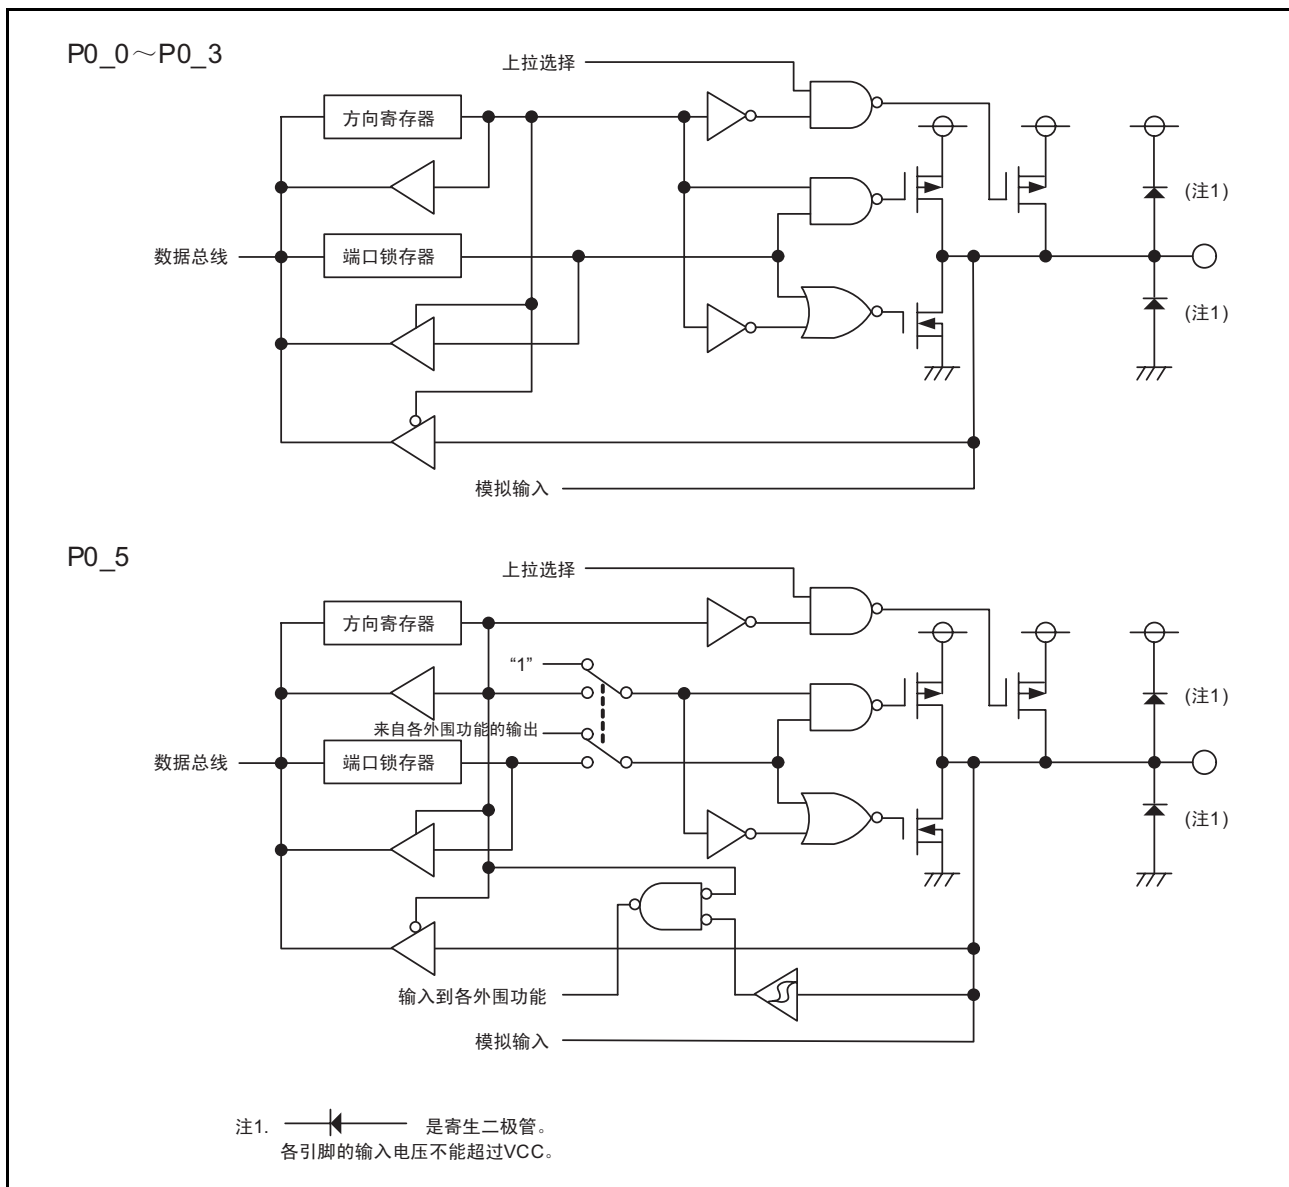 P0_0～P0_3
上拉选择
方向寄存器
(注1)
数据总线
端口锁存器
(注1)
模拟输入
P0_5
上拉选择
方向寄存器
“1”
(注1)
来自各外围功能的输出
数据总线
端口锁存器
(注1)
输入到各外围功能
模拟输入
注1. 是寄生二极管。
各引脚的输入电压不能超过VCC。